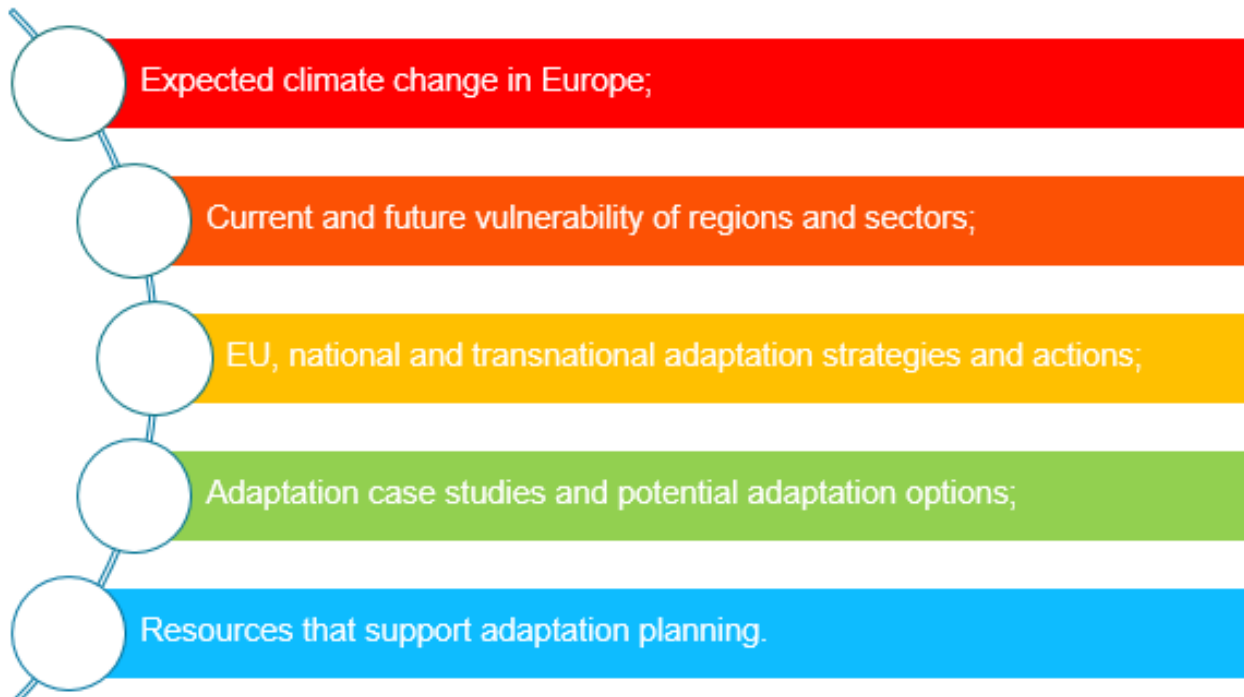 Expected climate change in Europe;
Current and future vulnerability of regions and sectors;
EU, national and transnational adaptation strategies and actions;
Adaptation case studies and potential adaptation options;
Resources that support adaptation planning.